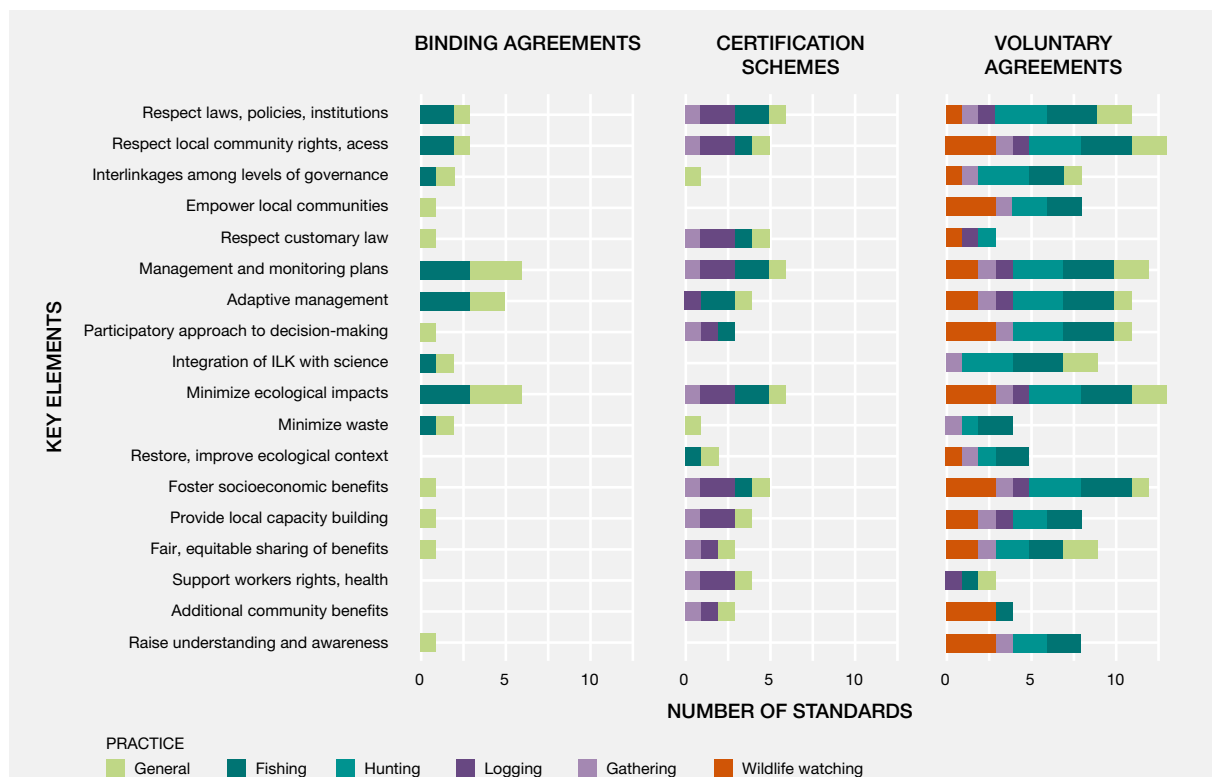 BINDING AGREEMENTS
CERTIFICATION
SCHEMES
VOLUNTARY
AGREEMENTS
KEY ELEMENTS
Respect laws, policies, institutions
Respect local community rights, acess
Interlinkages among levels of governance
Empower local communities
Respect customary law
Management and monitoring plans
Adaptive management
Participatory approach to decision-making
Integration of ILK with science
Minimize ecological impacts
Minimize waste
Restore, improve ecological context
Foster socioeconomic benefits
Provide local capacity building
Fair, equitable sharing of benefits
Support workers rights, health
Additional community benefits
Raise understanding and awareness
0 5 10
0 5 10
0 5 10
NUMBER OF STANDARDS
PRACTICE
General Fishing Hunting Logging Gathering Wildlife watching